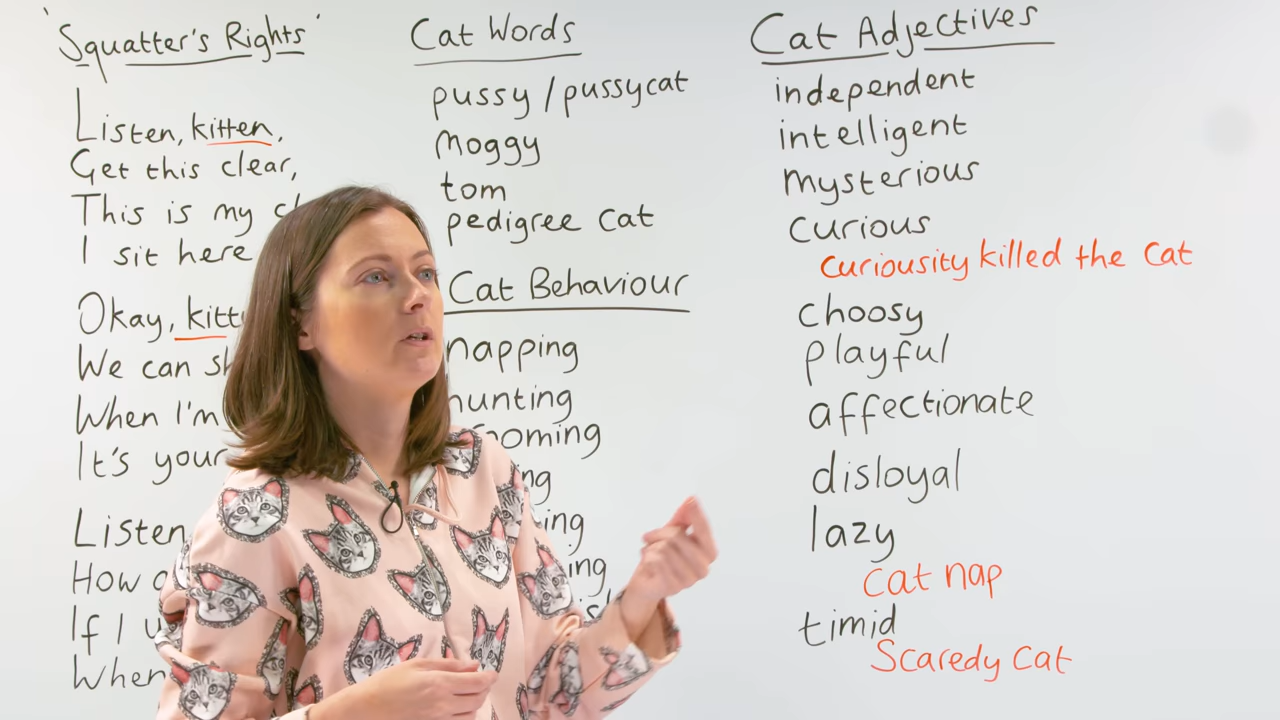 'Squatter's Rights'
Listen, kitten,
Get this clear,
This is my
I sit here
Okay,
We can
When I'm
It's
Listen
How
If I
When
Cat Words
pussy / pussycat
moggy
tom
pedigree cat
Cat Behaviour
napping
hunting
Cat Adjectives
independent
intelligent
mysterious
curious
curiousity killed the cat
choosy
playful
affectionate
disloyal
lazy
cat nap
timid
Scaredy cat